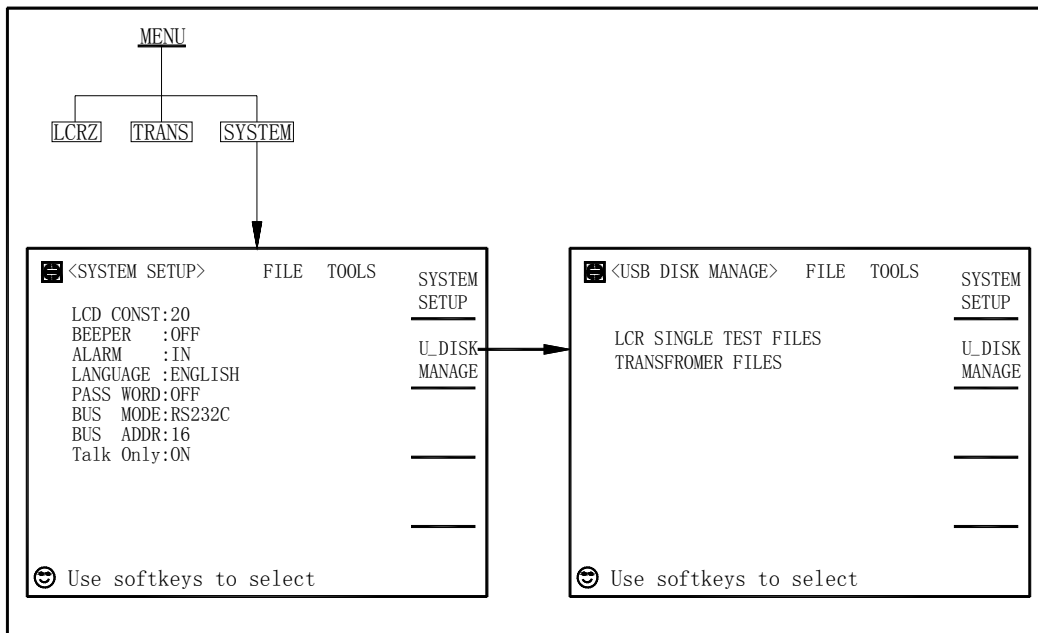 MENU
LCRZ TRANS SYSTEM
<SYSTEM SETUP> FILE TOOLS
LCD CONST:20
BEEPER :OFF
ALARM :IN
LANGUAGE :ENGLISH
PASS WORD:OFF
BUS MODE:RS232C
BUS ADDR:16
Talk Only:ON
SYSTEM
SETUP
U_DISK
MANAGE
Use softkeys to select
<USB DISK MANAGE> FILE TOOLS
LCR SINGLE TEST FILES
TRANSFROMER FILES
SYSTEM
SETUP
U_DISK
MANAGE
Use softkeys to select